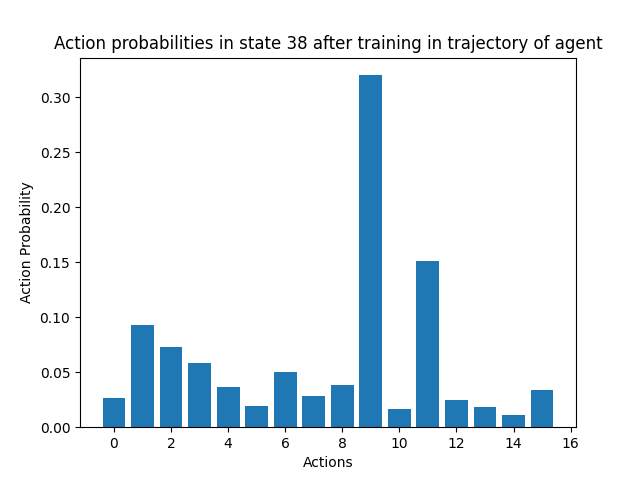 Action probabilities in state 38 after training in trajectory of agent
0.30
0.25
0.20
0.15
0.10
0.05
0.00
Action Probability
0 2 4 6 8 10 12 14 16
Actions